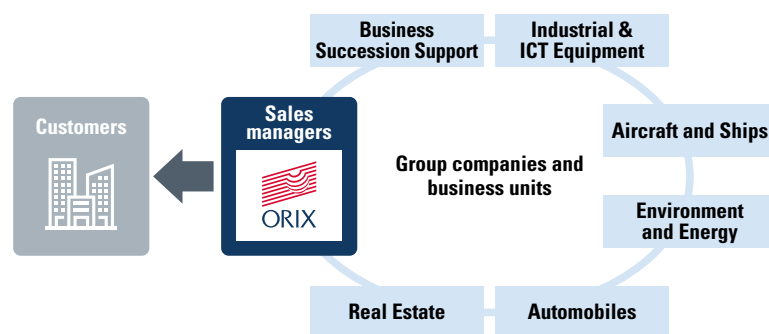 Business
Succession Support
Industrial &
ICT Equipment
Customers
Sales
managers
ORIX
Aircraft and Ships
Group companies and
business units
Environment
and Energy
Real Estate
Automobiles